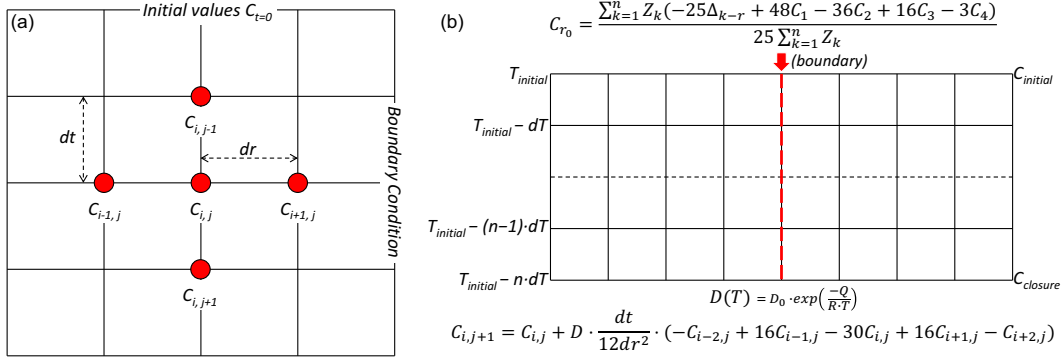 (a)
Initial values C_{t=0}
C_{i, j-1}
dt
dr
C_{i-1, j}
C_{i, j}
C_{i+1, j}
C_{i, j+1}
Boundary Condition
(b)
C_{r_0} = \frac{\sum_{k=1}^{n} Z_k(-25Δ_{k-r} + 48C_1 - 36C_2 + 16C_3 - 3C_4)}{25 \sum_{k=1}^{n} Z_k}
(boundary)
T_{initial}
C_{initial}
T_{initial} – dT
T_{initial} – (n–1)·dT
T_{initial} – n·dT
C_{closure}
D(T) = D_0 · exp(\frac{-Q}{R·T})
C_{i,j+1} = C_{i,j} + D · \frac{dt}{12dr^2} · (-C_{i-2,j} + 16C_{i-1,j} - 30C_{i,j} + 16C_{i+1,j} - C_{i+2,j})